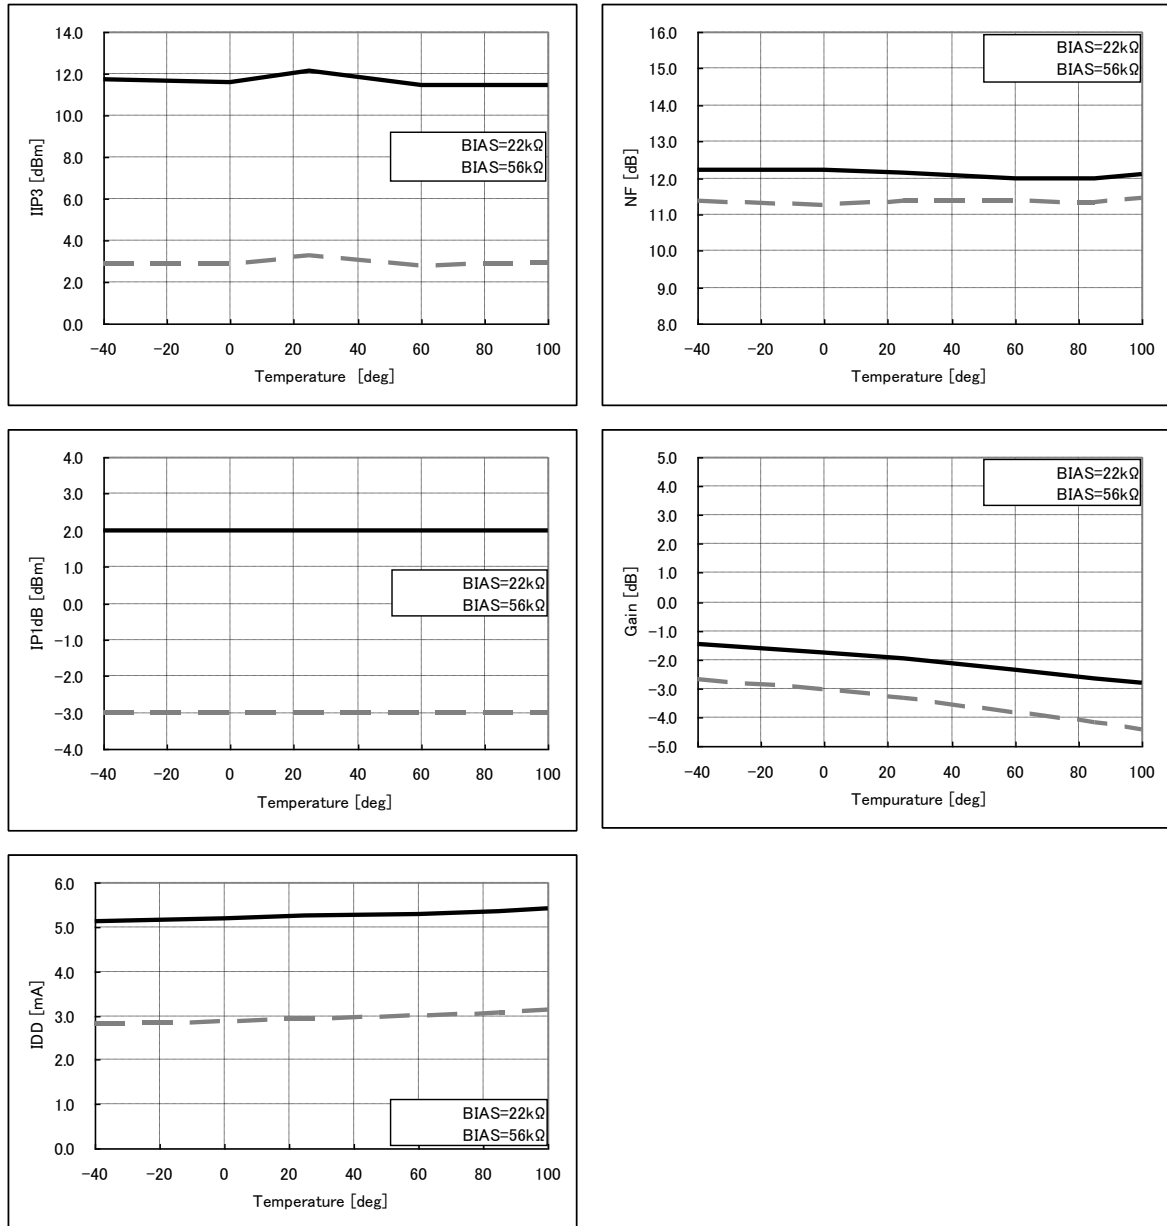 14.0
12.0
10.0
8.0
6.0
4.0
2.0
0.0
IIP3 [dBm]
BIAS=22kΩ
BIAS=56kΩ
-40 -20 0 20 40 60 80 100
Temperature [deg]
16.0
15.0
14.0
13.0
12.0
11.0
10.0
9.0
8.0
NF [dB]
BIAS=22kΩ
BIAS=56kΩ
-40 -20 0 20 40 60 80 100
Temperature [deg]
4.0
3.0
2.0
1.0
0.0
-1.0
-2.0
-3.0
-4.0
IP1dB [dBm]
BIAS=22kΩ
BIAS=56kΩ
-40 -20 0 20 40 60 80 100
Temperature [deg]
5.0
4.0
3.0
2.0
1.0
0.0
-1.0
-2.0
-3.0
-4.0
-5.0
Gain [dB]
BIAS=22kΩ
BIAS=56kΩ
-40 -20 0 20 40 60 80 100
Tempurature [deg]
6.0
5.0
4.0
3.0
2.0
1.0
0.0
IDD [mA]
BIAS=22kΩ
BIAS=56kΩ
-40 -20 0 20 40 60 80 100
Temperature [deg]